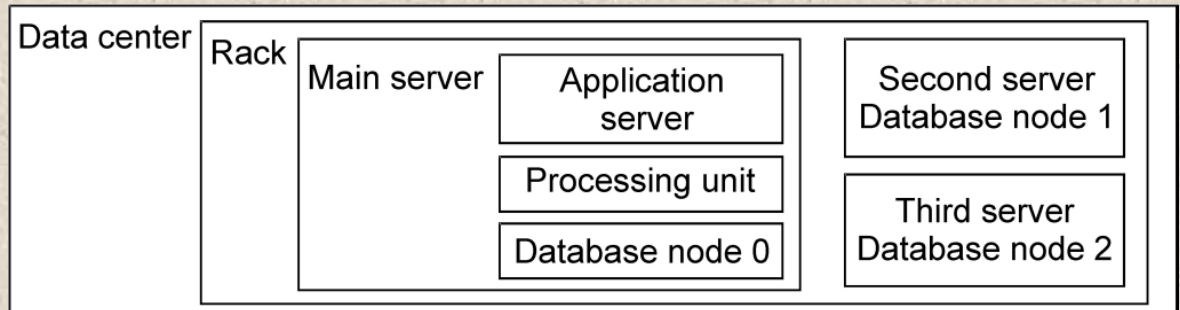 Data center
Rack
Main server
Application
server
Processing unit
Database node 0
Second server
Database node 1
Third server
Database node 2